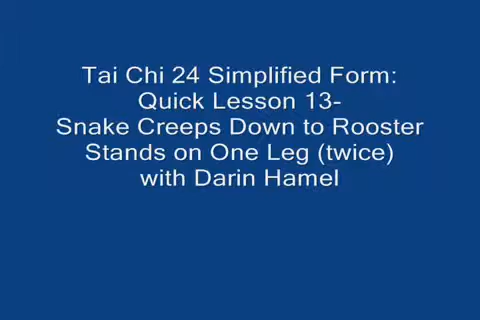 Tai Chi 24 Simplified Form:
Quick Lesson 13-
Snake Creeps Down to Rooster
Stands on One Leg (twice)
with Darin Hamel